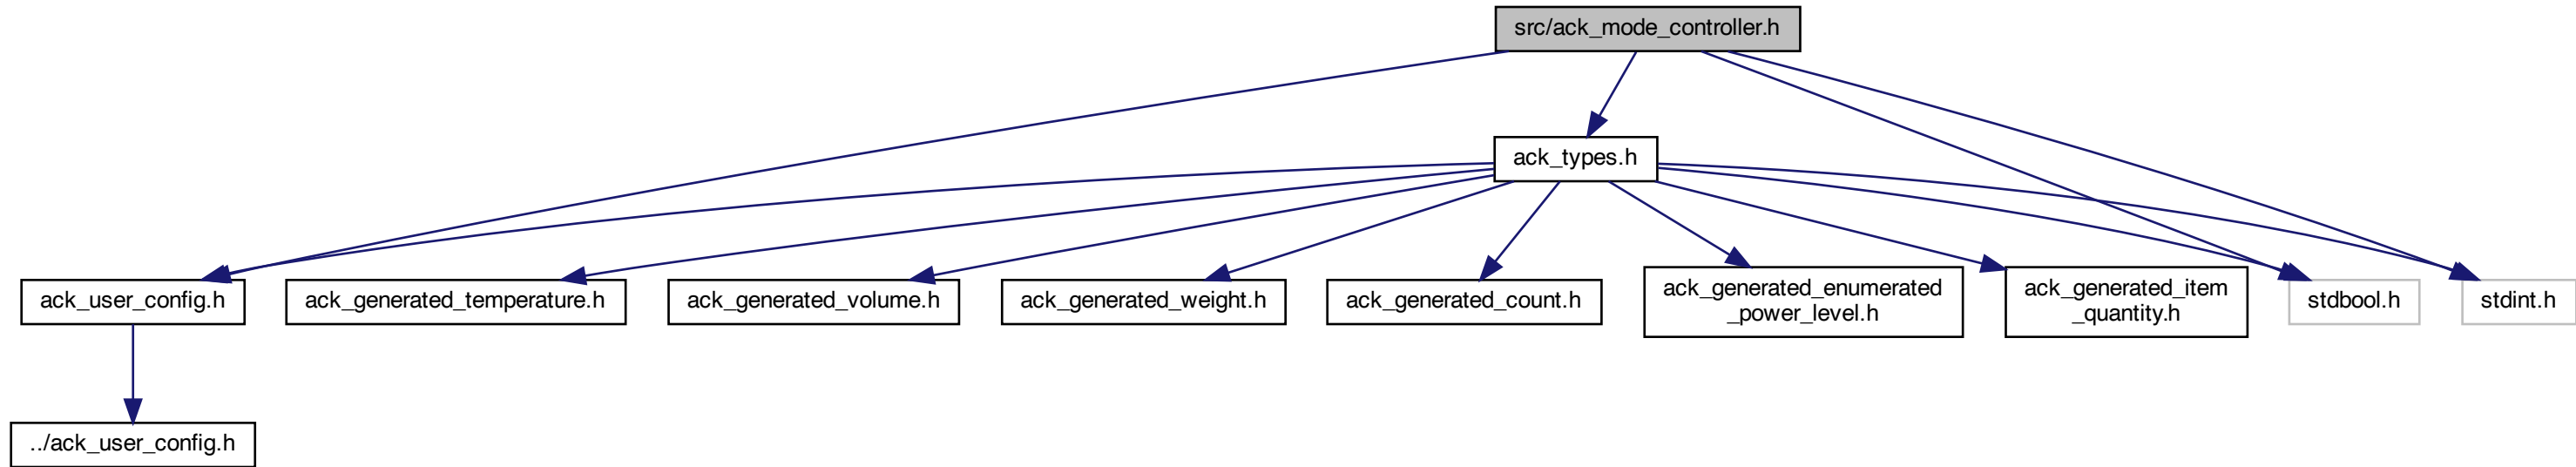 src/ack_mode_controller.h
ack_types.h
ack_user_config.h
ack_generated_temperature.h
ack_generated_volume.h
ack_generated_weight.h
ack_generated_count.h
ack_generated_enumerated
_power_level.h
ack_generated_item
_quantity.h
stdbool.h
stdint.h
../ack_user_config.h